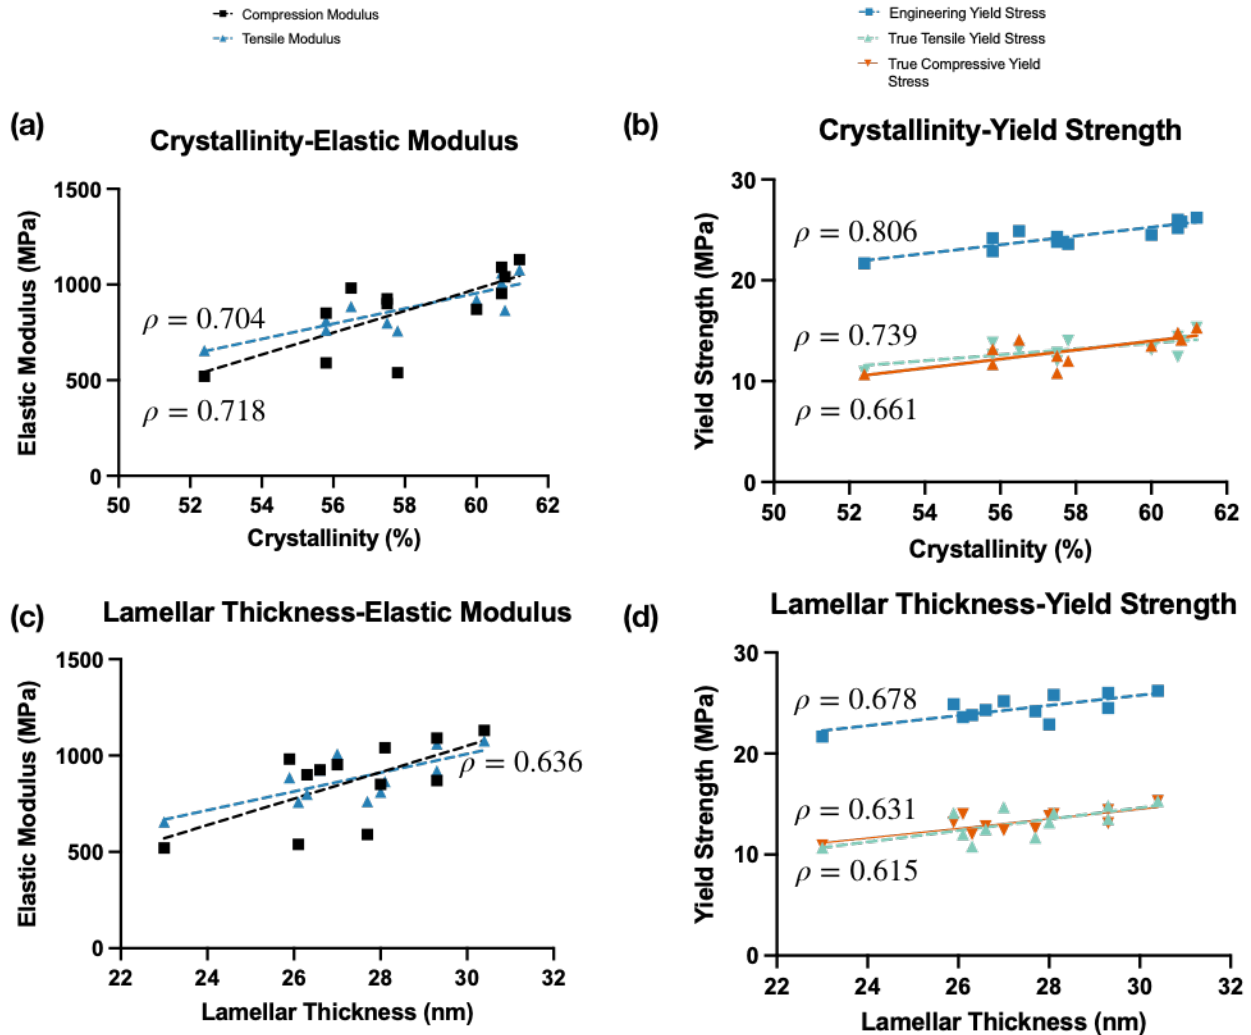 Compression Modulus
Tensile Modulus
Engineering Yield Stress
True Tensile Yield Stress
True Compressive Yield
Stress
(a)
Crystallinity-Elastic Modulus
Elastic Modulus (MPa)
1500
1000
500
0
ρ = 0.704
ρ = 0.718
50 52 54 56 58 60 62
Crystallinity (%)
(b)
Crystallinity-Yield Strength
Yield Strength (MPa)
30
20
10
0
ρ = 0.806
ρ = 0.739
ρ = 0.661
50 52 54 56 58 60 62
Crystallinity (%)
(c)
Lamellar Thickness-Elastic Modulus
Elastic Modulus (MPa)
1500
1000
500
0
ρ = 0.636
22 24 26 28 30 32
Lamellar Thickness (nm)
(d)
Lamellar Thickness-Yield Strength
Yield Strength (MPa)
30
20
10
0
ρ = 0.678
ρ = 0.631
ρ = 0.615
22 24 26 28 30 32
Lamellar Thickness (nm)